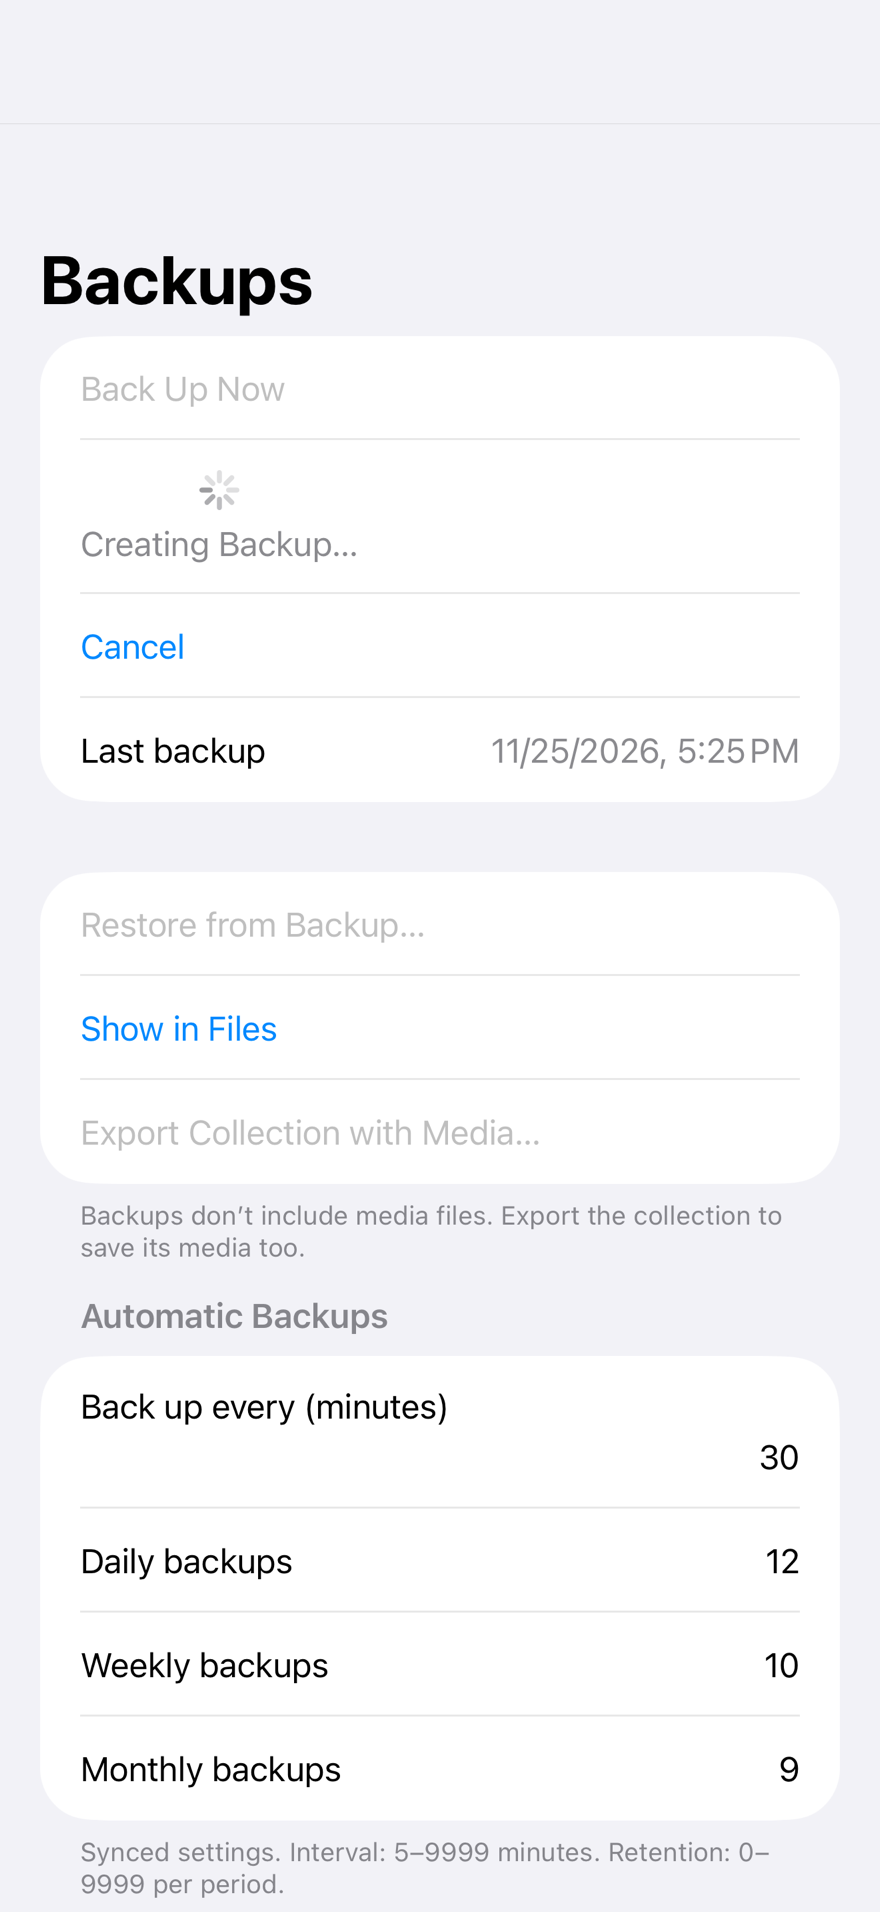 Backups
Back Up Now
Creating Backup...
Cancel
Last backup 11/25/2026, 5:25 PM
Restore from Backup...
Show in Files
Export Collection with Media...
Backups don’t include media files. Export the collection to
save its media too.
Automatic Backups
Back up every (minutes)
30
Daily backups 12
Weekly backups 10
Monthly backups 9
Synced settings. Interval: 5–9999 minutes. Retention: 0–
9999 per period.